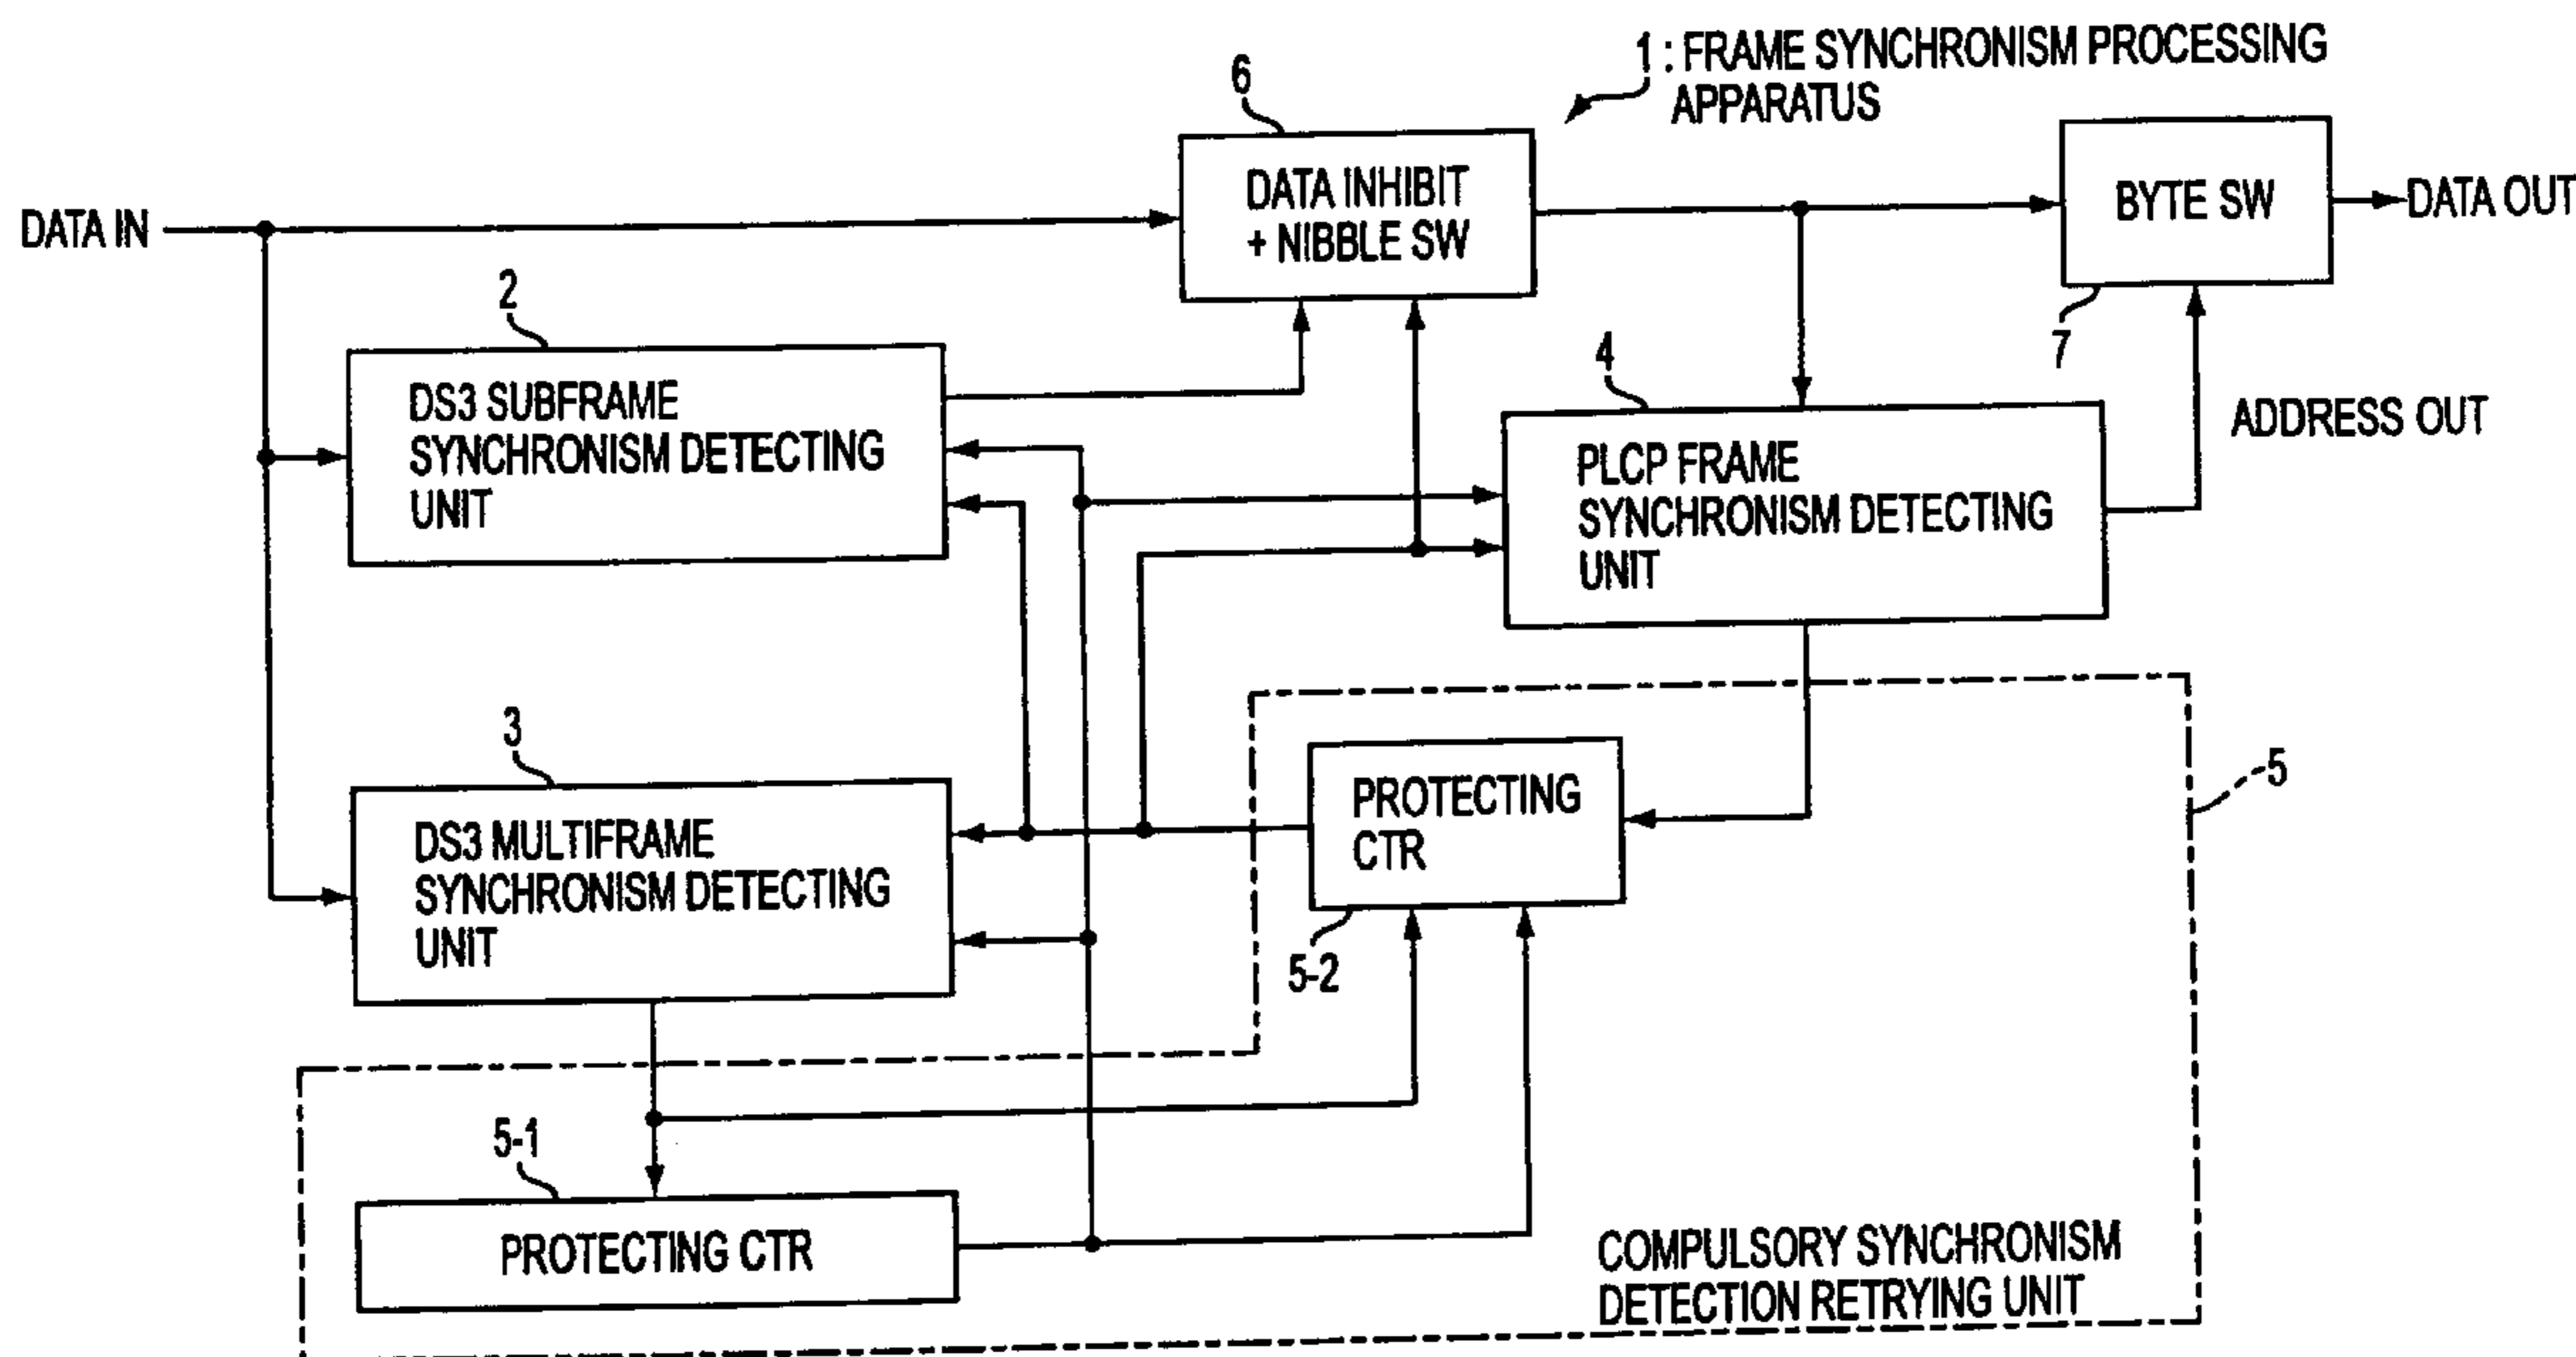 1 : FRAME SYNCHRONISM PROCESSING
APPARATUS
6
DATA IN
DATA INHIBIT
+ NIBBLE SW
BYTE SW
DATA OUT
7
2
DS3 SUBFRAME
SYNCHRONISM DETECTING
UNIT
4
PLCP FRAME
SYNCHRONISM DETECTING
UNIT
ADDRESS OUT
3
DS3 MULTIFRAME
SYNCHRONISM DETECTING
UNIT
PROTECTING
CTR
5-2
5
5-1
PROTECTING CTR
COMPULSORY SYNCHRONISM
DETECTION RETRYING UNIT